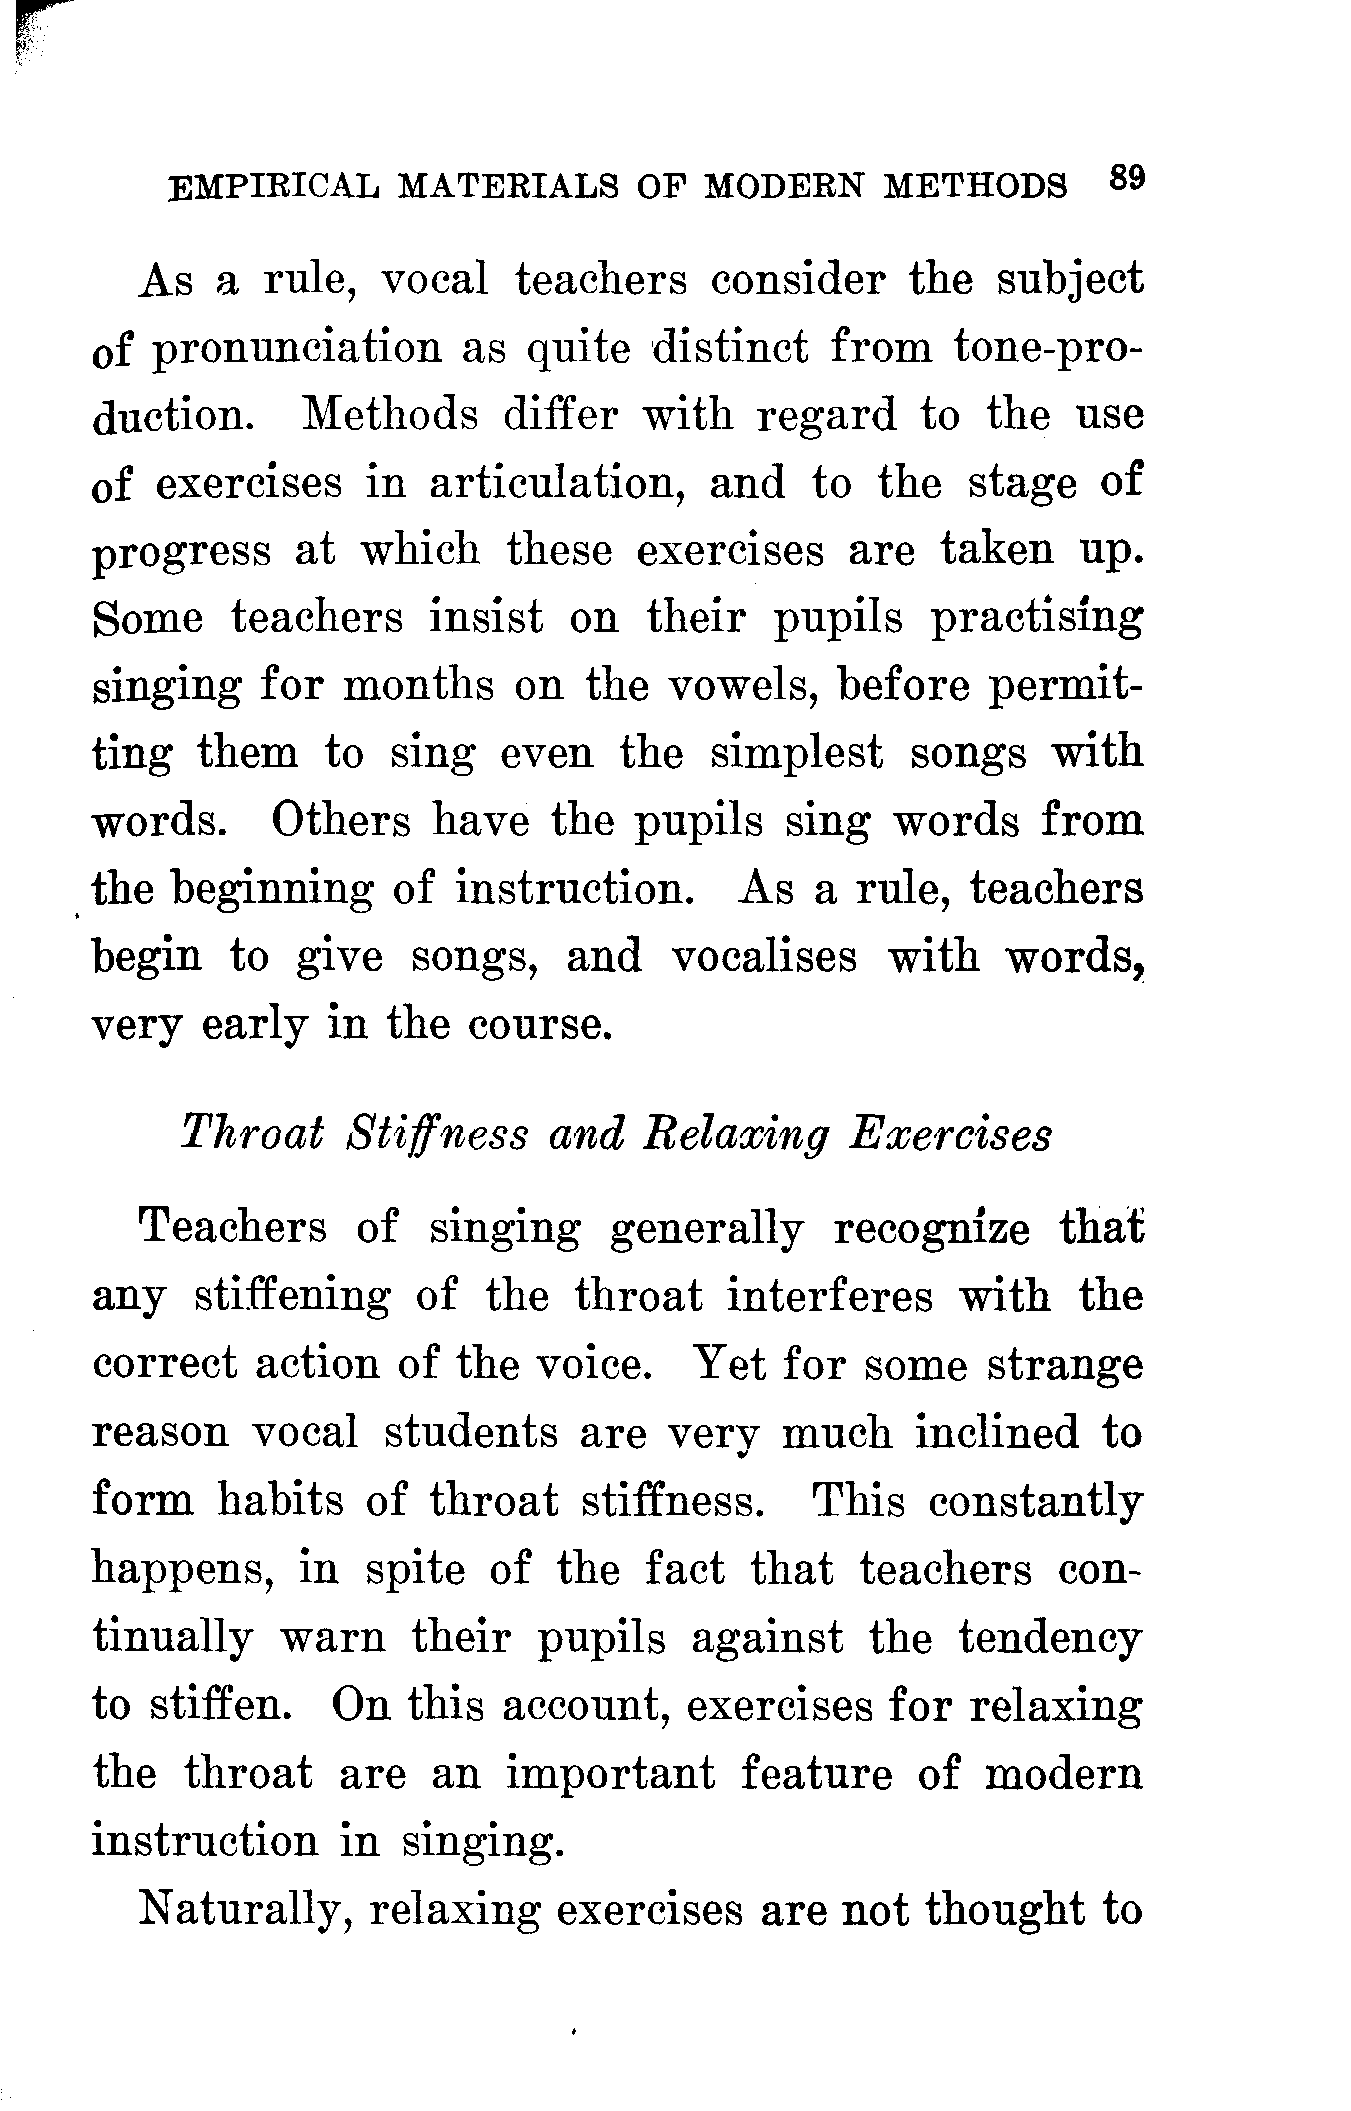 EMPIRICAL MATERIALS OF MODERN METHODS 89
As a rule, vocal teachers consider the subject
of pronunciation as quite distinct from tone-pro-
duction. Methods differ with regard to the use
of exercises in articulation, and to the stage of
progress at which these exercises are taken up.
Some teachers insist on their pupils practising
singing for months on the vowels, before permit-
ting them to sing even the simplest songs with
words. Others have the pupils sing words from
the beginning of instruction. As a rule, teachers
begin to give songs, and vocalises with words,
very early in the course.
Throat Stiffness and Relaxing Exercises
Teachers of singing generally recognize that
any stiffening of the throat interferes with the
correct action of the voice. Yet for some strange
reason vocal students are very much inclined to
form habits of throat stiffness. This constantly
happens, in spite of the fact that teachers con-
tinually warn their pupils against the tendency
to stiffen. On this account, exercises for relaxing
the throat are an important feature of modern
instruction in singing.
Naturally, relaxing exercises are not thought to